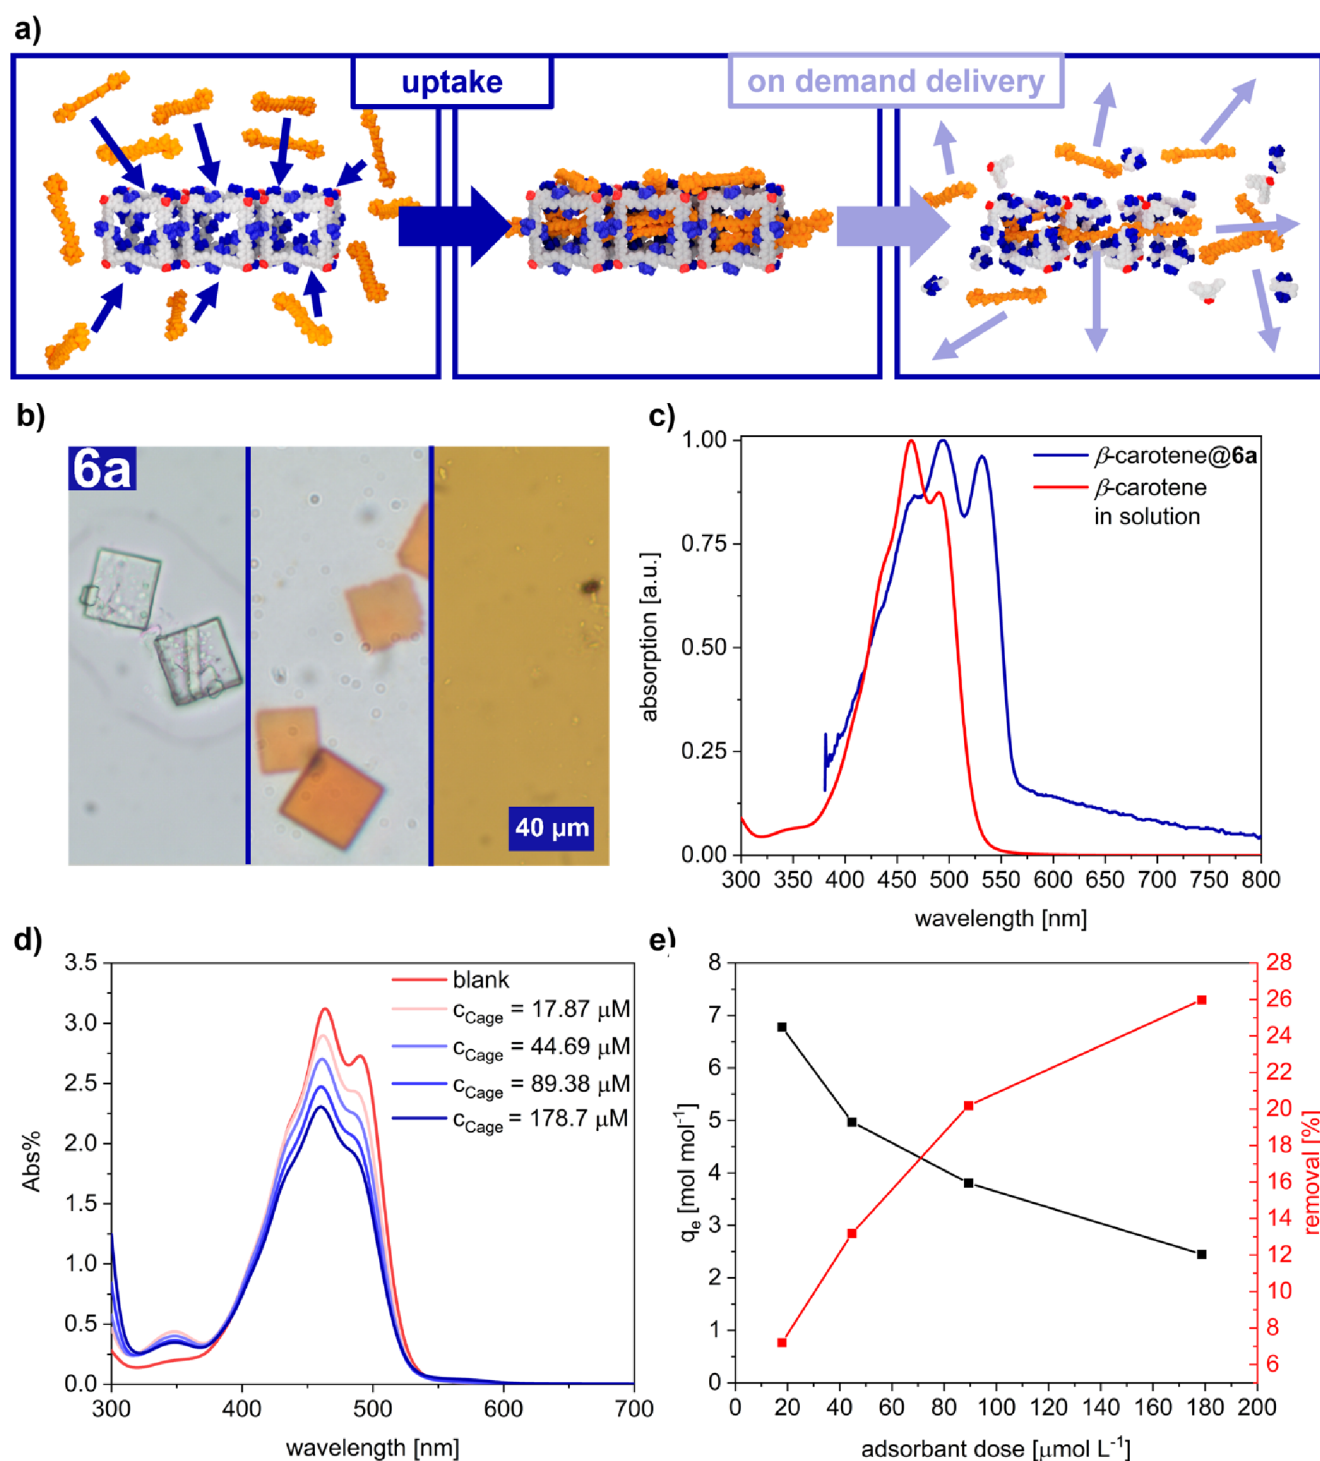 a)
uptake
on demand delivery
b)
6a
40 µm
c)
1.00
0.75
0.50
0.25
0.00
absorption [a.u.]
β-carotene@6a
β-carotene
in solution
300 350 400 450 500 550 600 650 700 750 800
wavelength [nm]
d)
3.5
3.0
2.5
2.0
1.5
1.0
0.5
0.0
Abs%
blank
cCage = 17.87 µM
cCage = 44.69 µM
cCage = 89.38 µM
cCage = 178.7 µM
300 400 500 600 700
wavelength [nm]
e)
8
7
6
5
4
3
2
1
0
qe [mol mol-1]
28
26
24
22
20
18
16
14
12
10
8
6
removal [%]
0 20 40 60 80 100 120 140 160 180 200
adsorbant dose [µmol L-1]